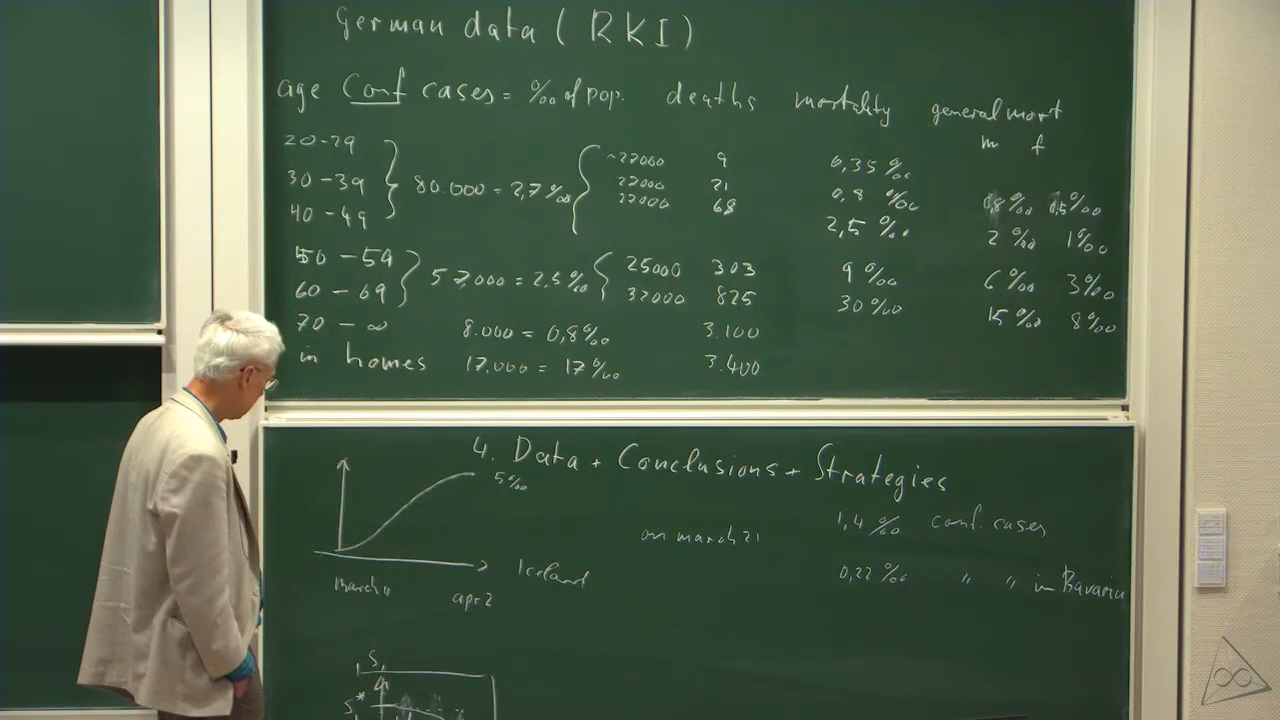 German data (RKI)
age Conf cases = ‰ of pop. deaths mortality general mort
m f
20-29 ~22000 9 0,35 ‰
30-39 80.000 = 2,7 ‰ 22000 21 0,8 ‰ 0,8 ‰ 0,5 ‰
40-49 22000 68 2,5 ‰ 2 ‰ 1 ‰
50-59 57,000 = 2,5 ‰ 25000 303 9 ‰ 6 ‰ 3 ‰
60-69 32000 825 30 ‰ 15 ‰ 8 ‰
70-∞ 8.000 = 0,8 ‰ 3.100
in homes 17.000 = 17 ‰ 3.400
4. Data + Conclusions + Strategies
5‰
on march 21 1,4 ‰ conf. cases
Iceland 0,22 ‰ " " in Bavaria
march apr 2
S,
S*